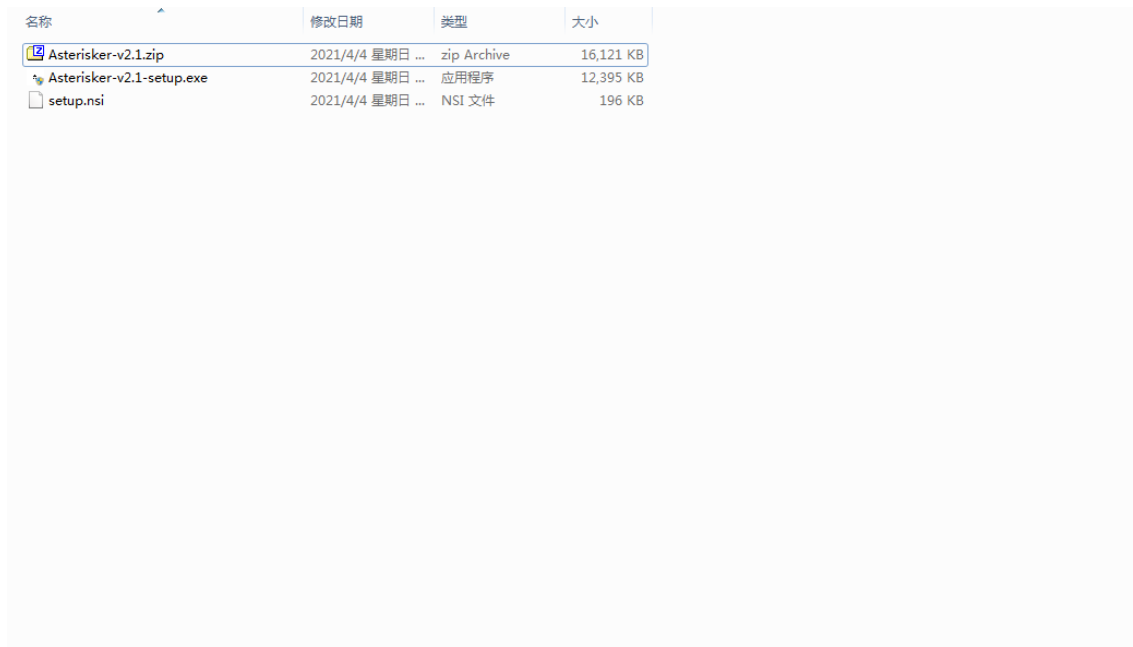 名称 修改日期 类型 大小
Asterisker-v2.1.zip 2021/4/4 星期日 ... zip Archive 16,121 KB
Asterisker-v2.1-setup.exe 2021/4/4 星期日 ... 应用程序 12,395 KB
setup.nsi 2021/4/4 星期日 ... NSI 文件 196 KB